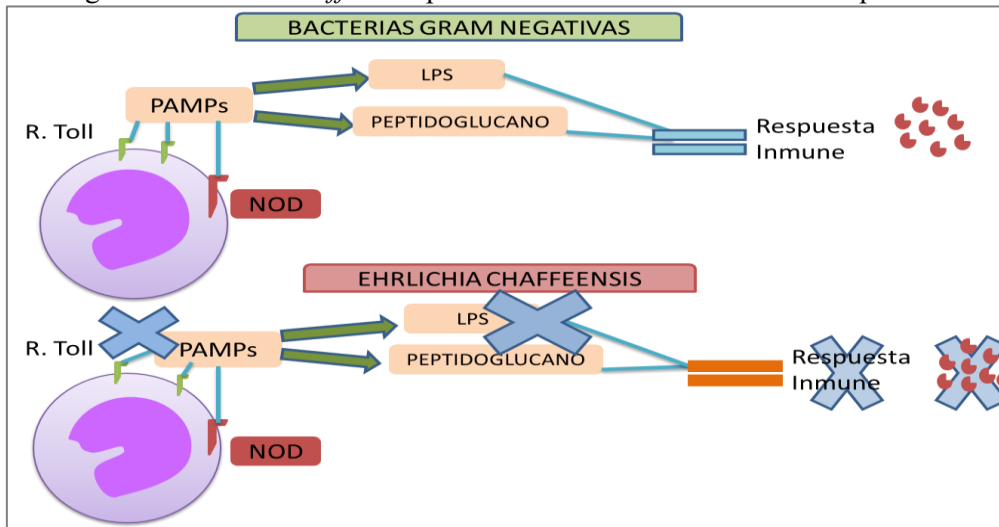 BACTERIAS GRAM NEGATIVAS
LPS
PAMPs
PEPTIDOGLUCANO
R. Toll
Respuesta
Inmune
NOD
EHRLICHIA CHAFFEENSIS
LPS
R. Toll
PAMPs
PEPTIDOGLUCANO
Respuesta
Inmune
NOD